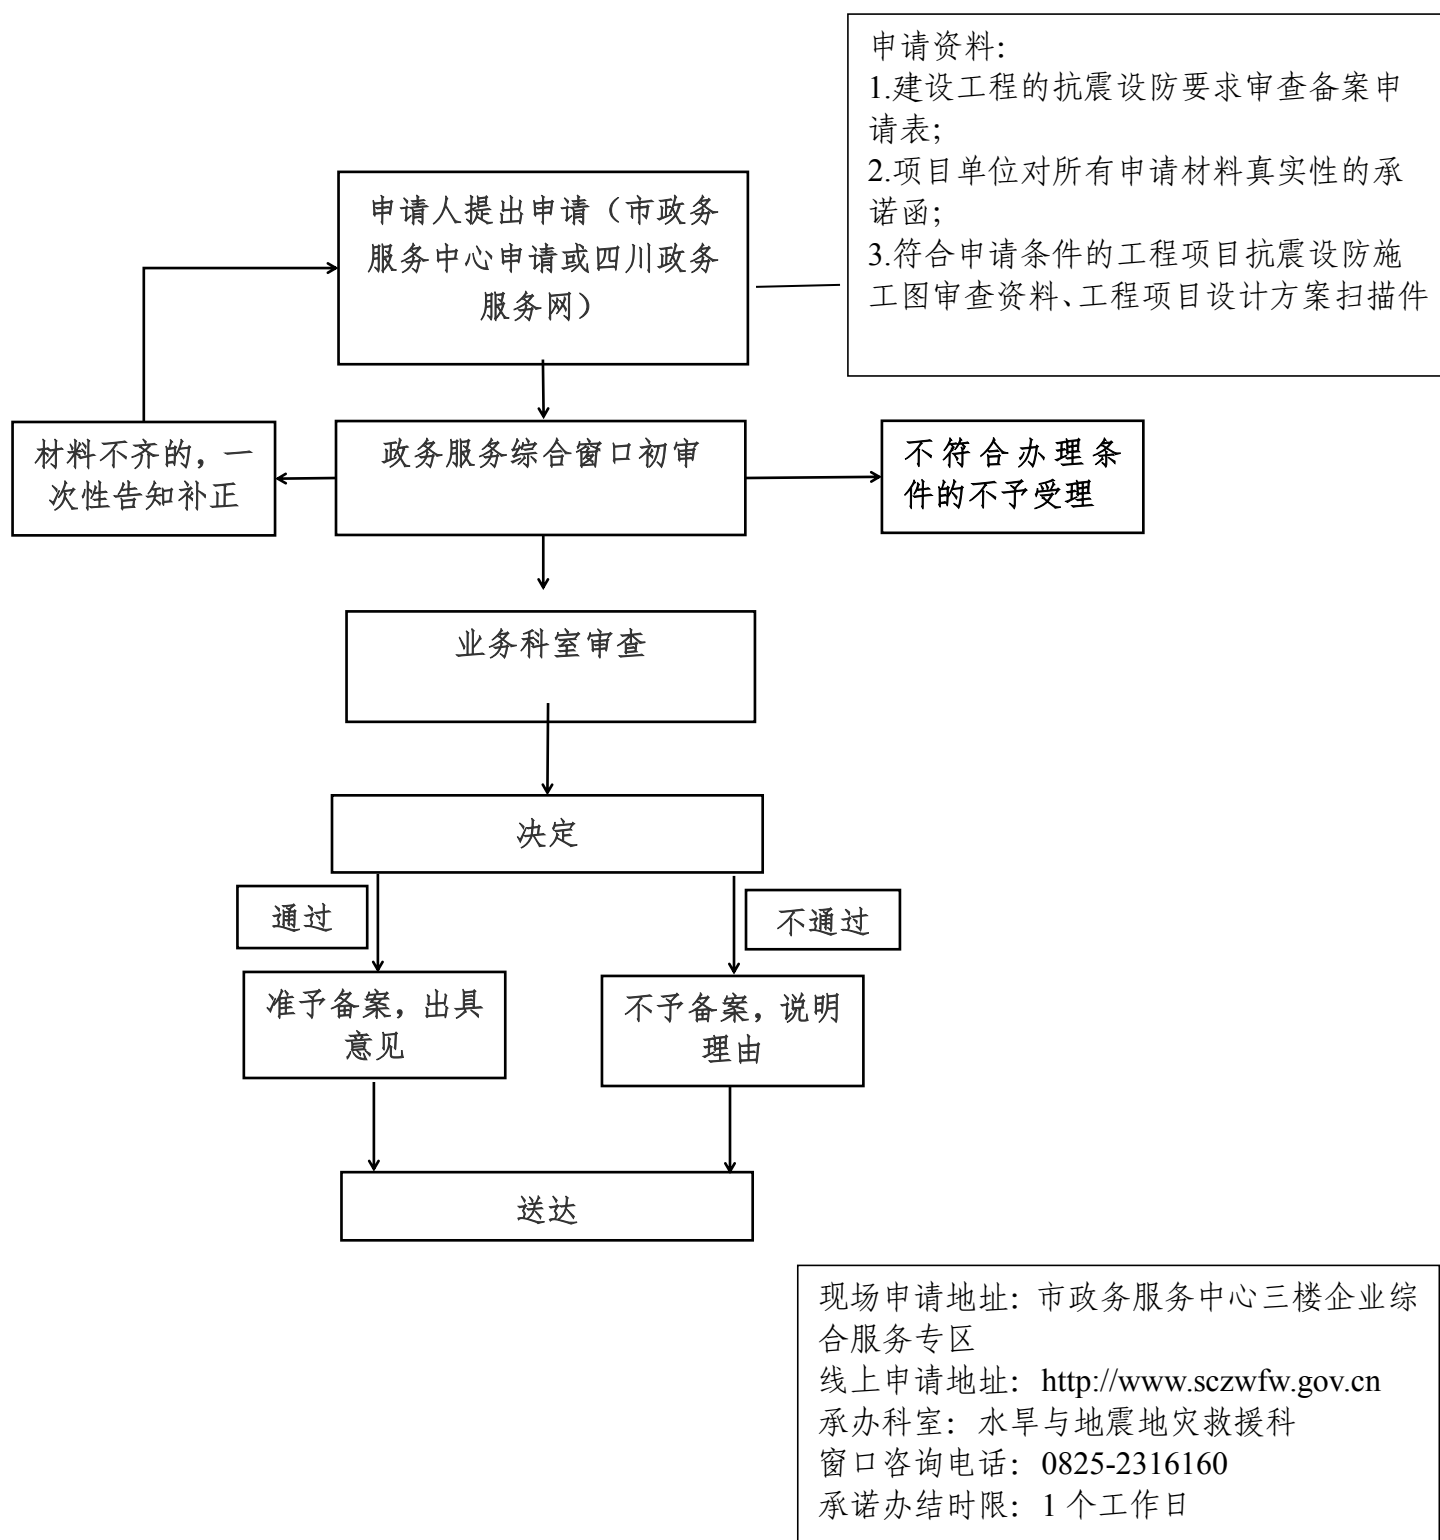 申请资料：
1.建设工程的抗震设防要求审查备案申
请表；
2.项目单位对所有申请材料真实性的承
诺函；
3.符合申请条件的工程项目抗震设防施
工图审查资料、工程项目设计方案扫描件
申请人提出申请（市政务
服务中心申请或四川政务
服务网）
材料不齐的，一
次性告知补正
政务服务综合窗口初审
不符合办理条
件的不予受理
业务科室审查
决定
通过
不通过
准予备案，出具
意见
不予备案，说明
理由
送达
现场申请地址：市政务服务中心三楼企业综
合服务专区
线上申请地址：http://www.sczwfw.gov.cn
承办科室：水旱与地震地灾救援科
窗口咨询电话：0825-2316160
承诺办结时限：1 个工作日